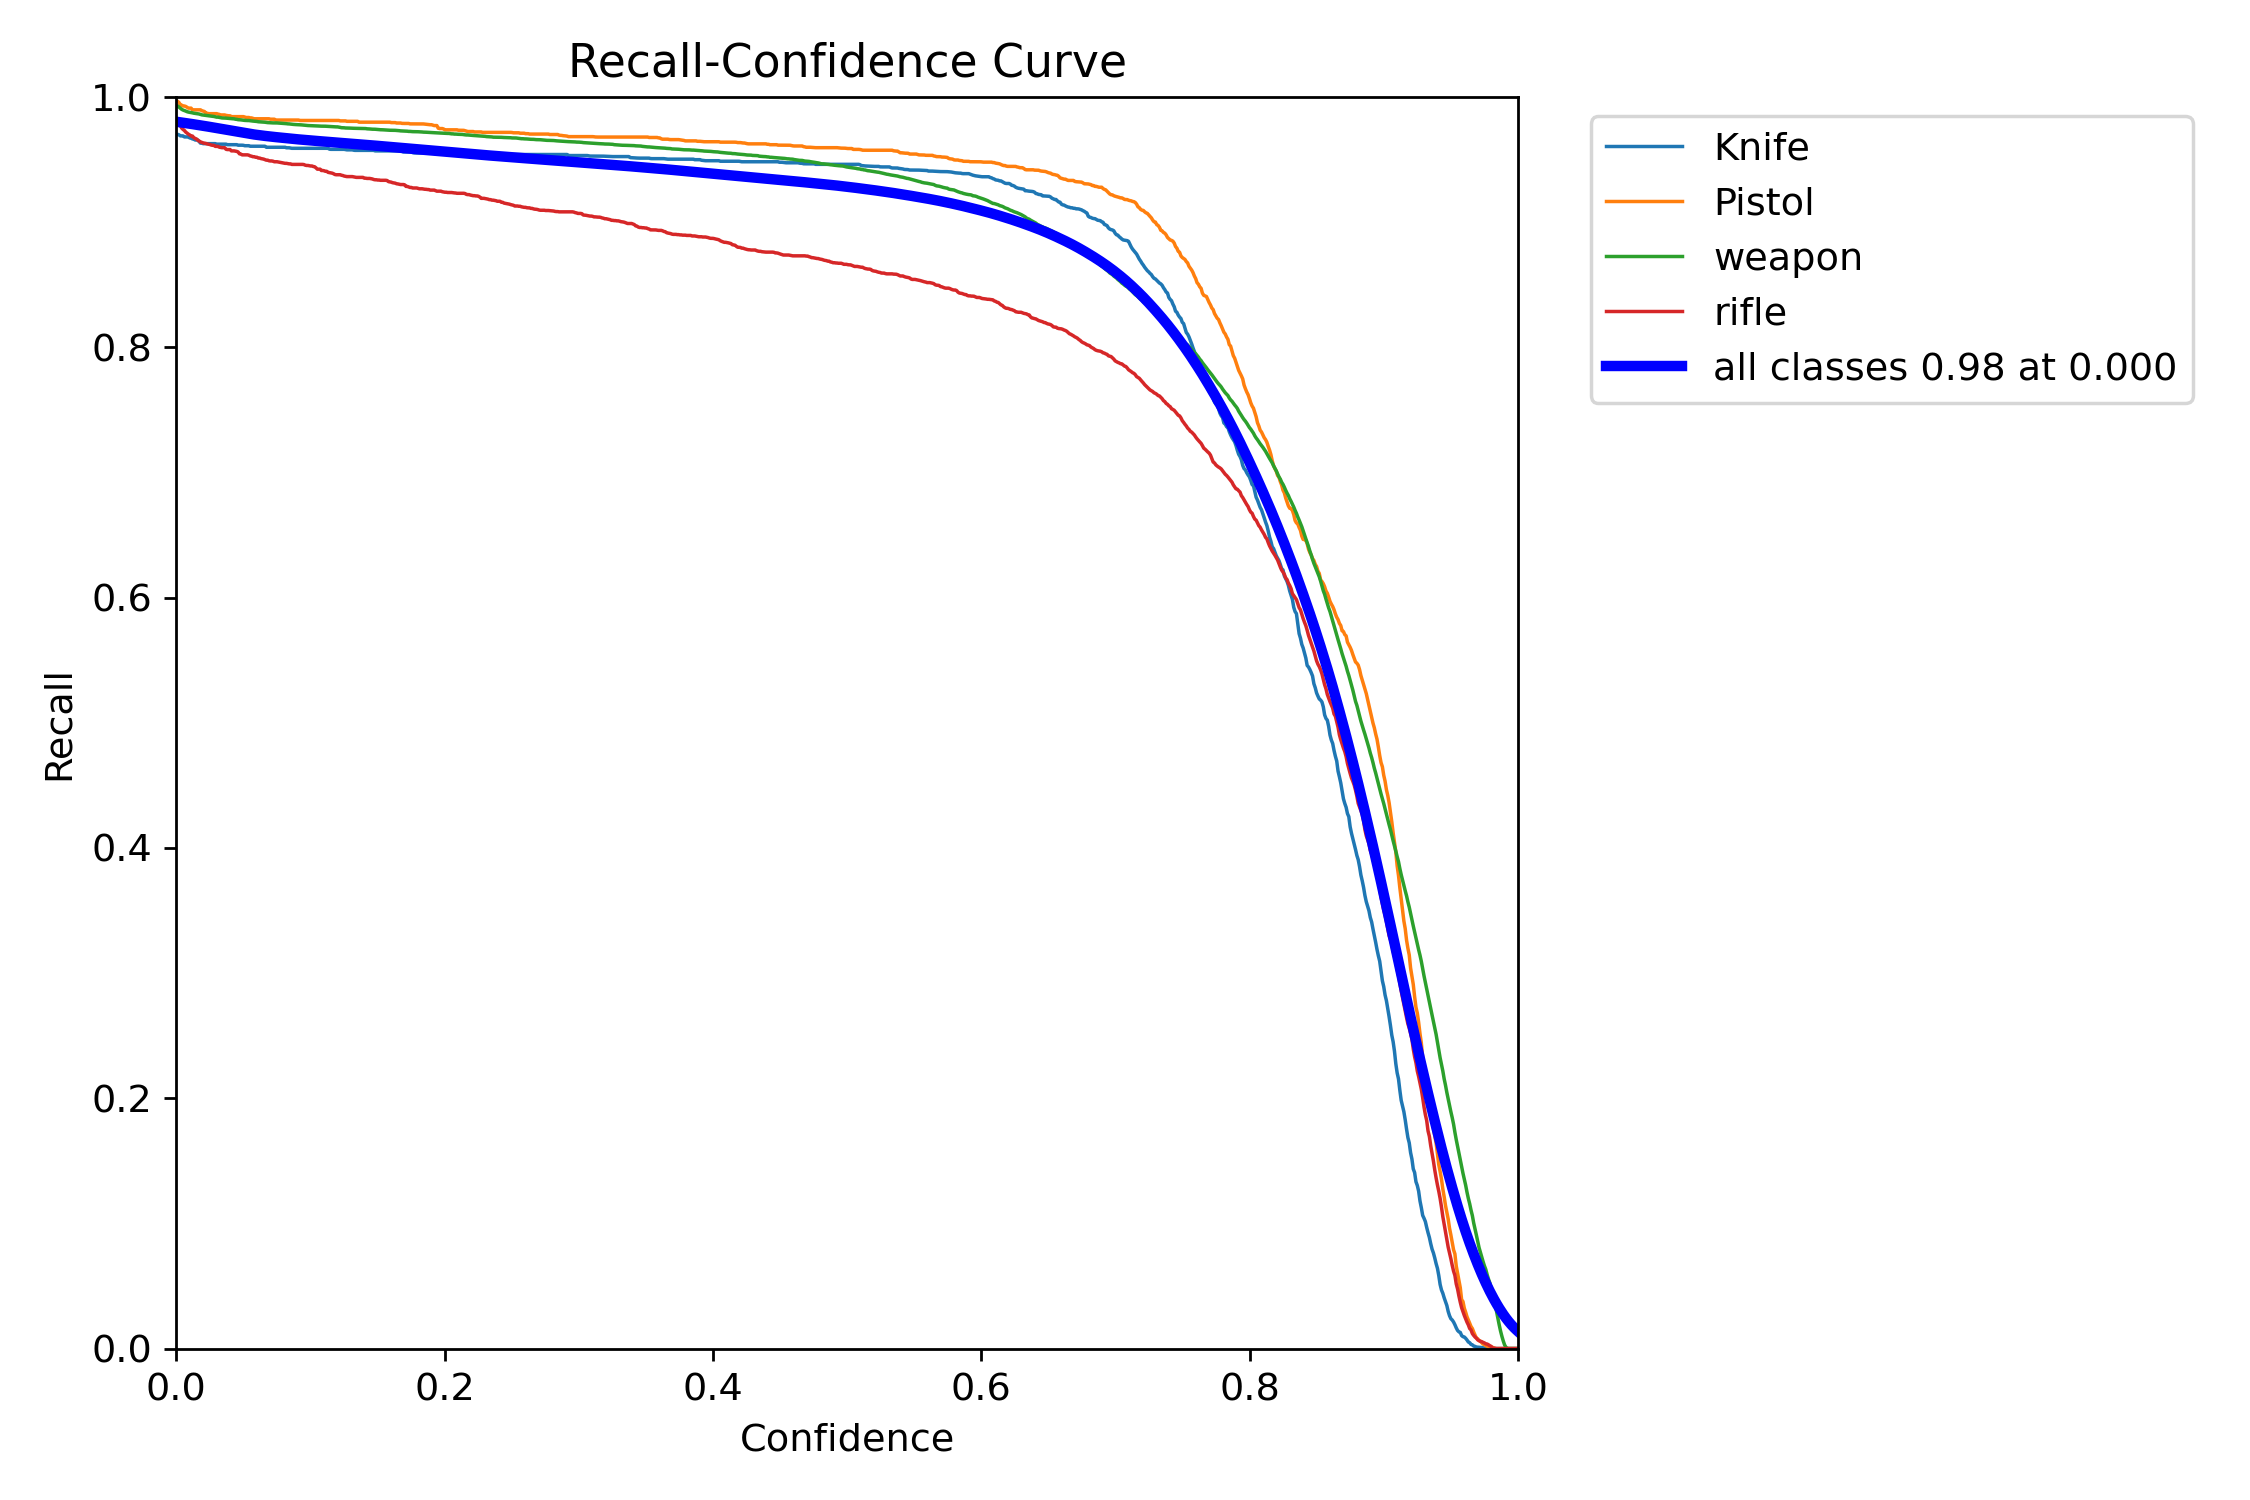 Recall-Confidence Curve
1.0
0.8
0.6
0.4
0.2
0.0
Recall
0.0 0.2 0.4 0.6 0.8 1.0
Confidence
Knife
Pistol
weapon
rifle
all classes 0.98 at 0.000